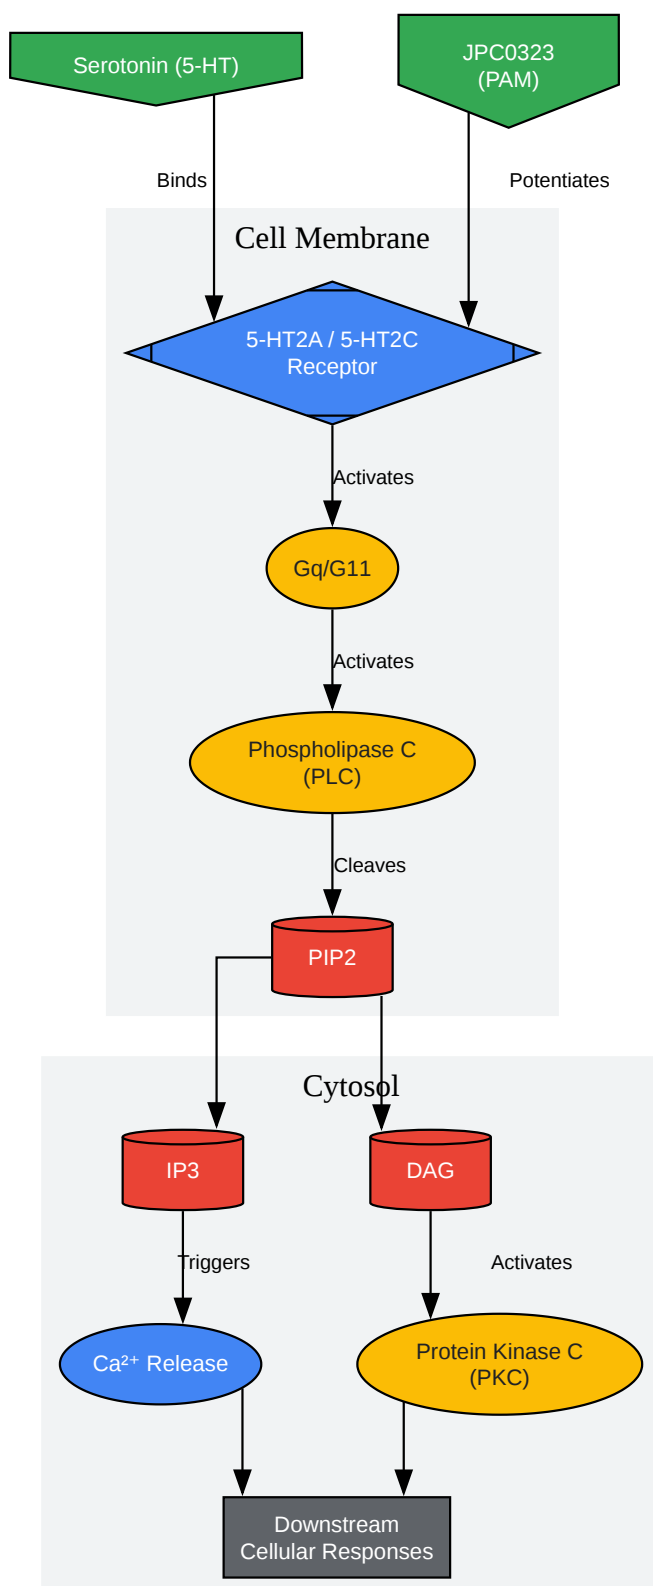 Serotonin (5-HT)
JPC0323
(PAM)
Binds
Potentiates
Cell Membrane
5-HT2A / 5-HT2C
Receptor
Activates
Gq/G11
Activates
Phospholipase C
(PLC)
Cleaves
PIP2
Cytosol
IP3
DAG
Triggers
Activates
Ca²⁺ Release
Protein Kinase C
(PKC)
Downstream
Cellular Responses